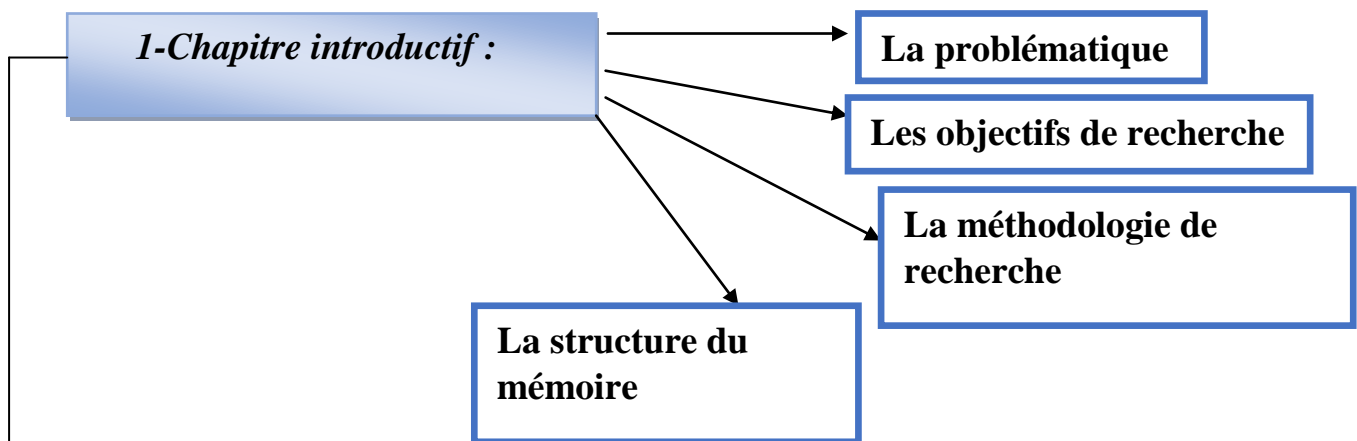 1-Chapitre introductif :
La problématique
Les objectifs de recherche
La méthodologie de
recherche
La structure du
mémoire